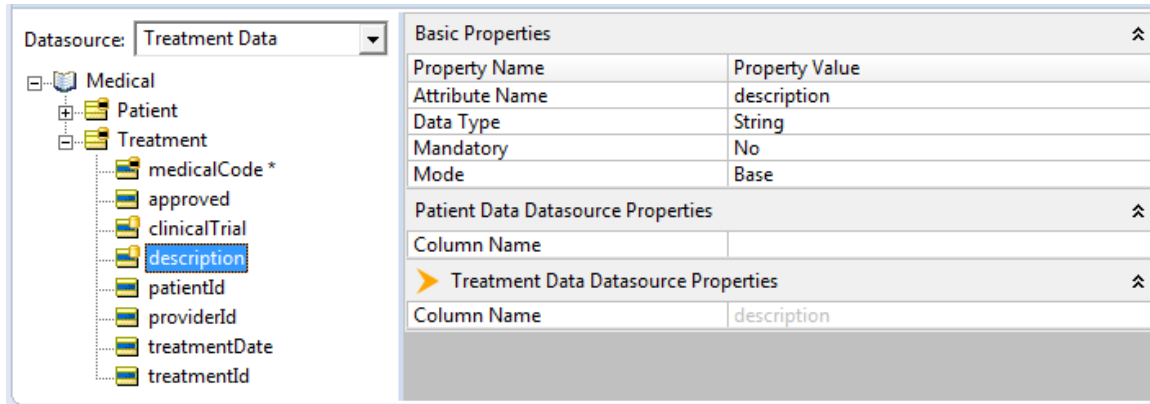 Datasource: Treatment Data
Medical
Patient
Treatment
medicalCode *
approved
clinicalTrial
description
patientId
providerId
treatmentDate
treatmentId
Basic Properties
Property Name Property Value
Attribute Name description
Data Type String
Mandatory No
Mode Base
Patient Data Datasource Properties
Column Name
Treatment Data Datasource Properties
Column Name description